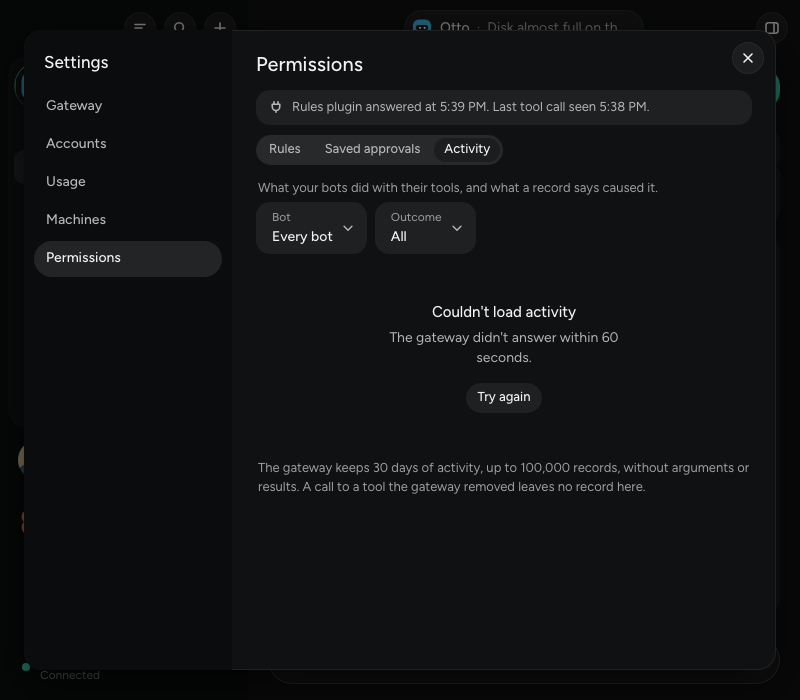 Otto · Disk almost full on th
Settings
Gateway
Accounts
Usage
Machines
Permissions
Connected
Permissions
Rules plugin answered at 5:39 PM. Last tool call seen 5:38 PM.
Rules Saved approvals Activity
What your bots did with their tools, and what a record says caused it.
Bot
Every bot
Outcome
All
Couldn't load activity
The gateway didn't answer within 60
seconds.
Try again
The gateway keeps 30 days of activity, up to 100,000 records, without arguments or
results. A call to a tool the gateway removed leaves no record here.